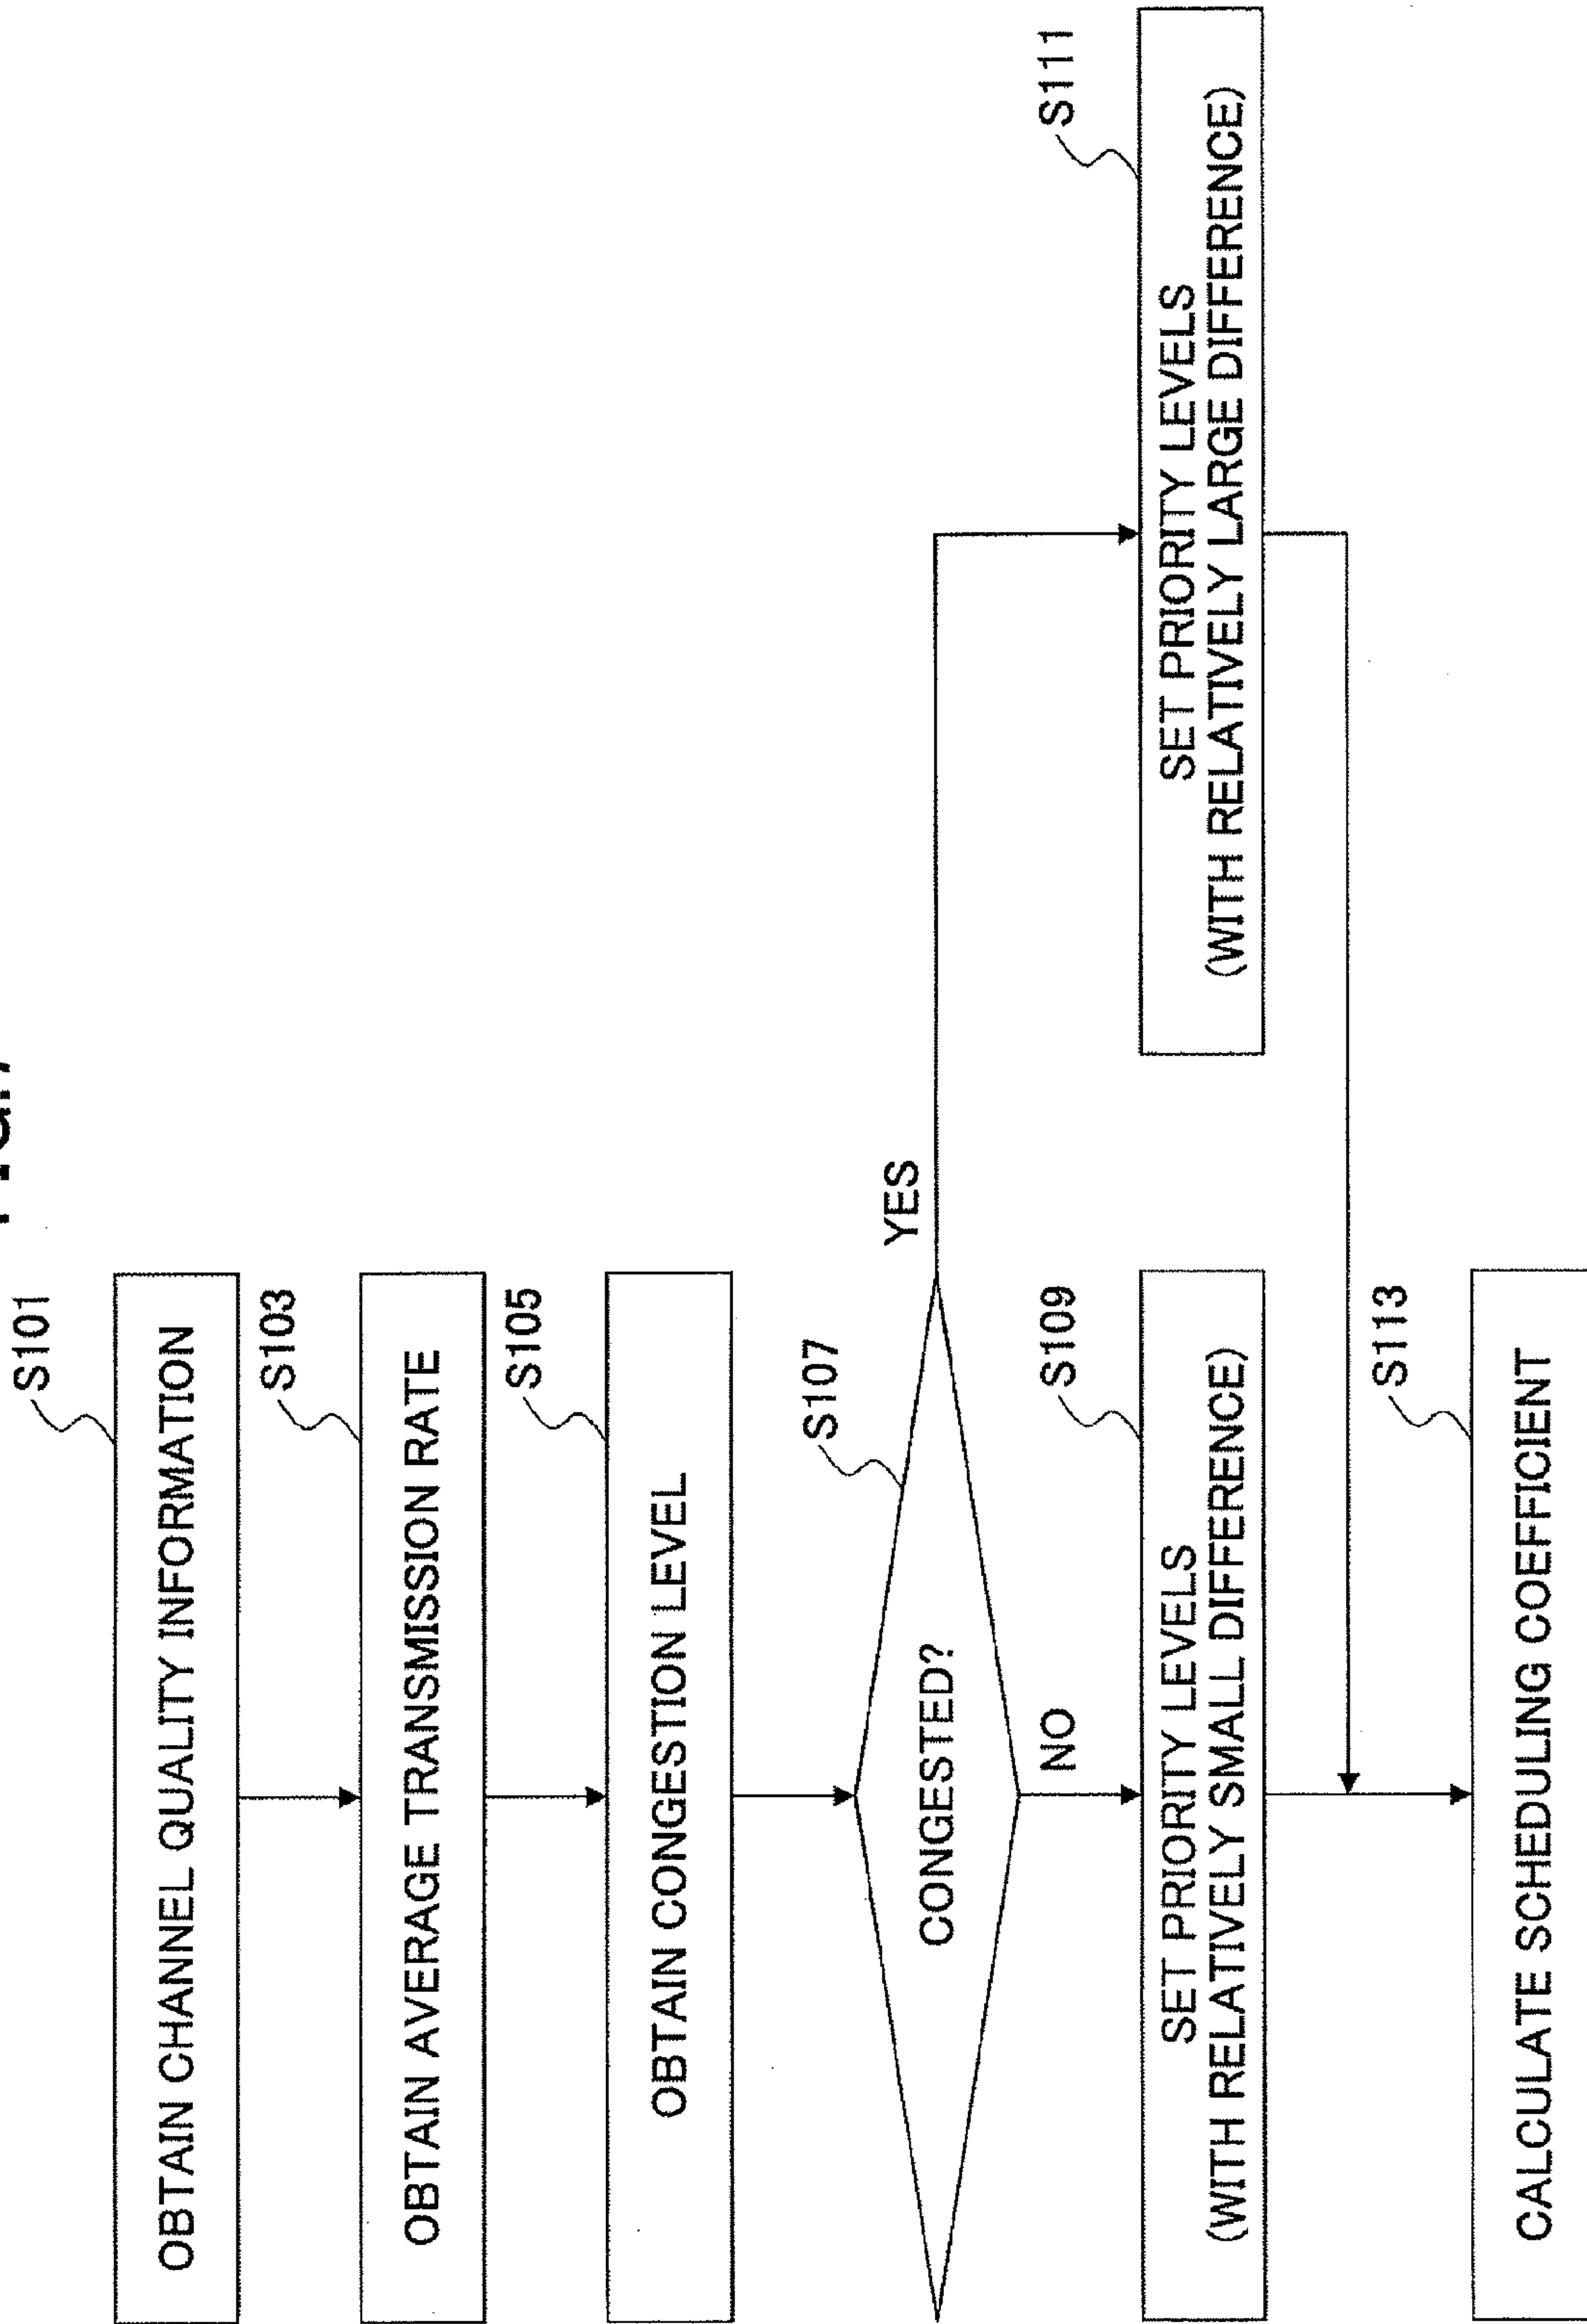 S101
OBTAIN CHANNEL QUALITY INFORMATION
S103
OBTAIN AVERAGE TRANSMISSION RATE
S105
OBTAIN CONGESTION LEVEL
S107
CONGESTED?
YES
NO
S109
SET PRIORITY LEVELS
(WITH RELATIVELY SMALL DIFFERENCE)
S111
SET PRIORITY LEVELS
(WITH RELATIVELY LARGE DIFFERENCE)
S113
CALCULATE SCHEDULING COEFFICIENT